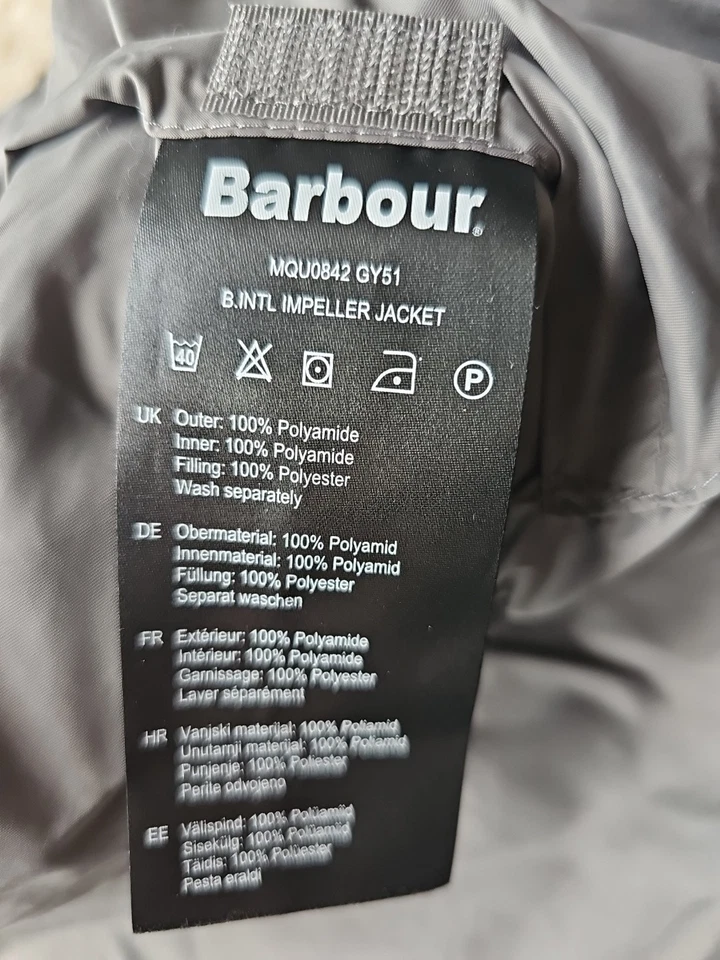 Barbour®
MQU0842 GY51
B.INTL IMPELLER JACKET
40
P
UK Outer: 100% Polyamide
Inner: 100% Polyamide
Filling: 100% Polyester
Wash separately
DE Obermaterial: 100% Polyamid
Innenmaterial: 100% Polyamid
Füllung: 100% Polyester
Separat waschen
FR Extérieur: 100% Polyamide
Intérieur: 100% Polyamide
Garnissage: 100% Polyester
Laver séparément
HR Vanjski materijal: 100% Poliamid
Unutarnji materijal: 100% Poliamid
Punjenje: 100% Poliester
Perite odvojeno
EE Välispind: 100% Polüamiid
Sisekülg: 100% Polüamiid
Täidis: 100% Polüester
Pesta eraldi